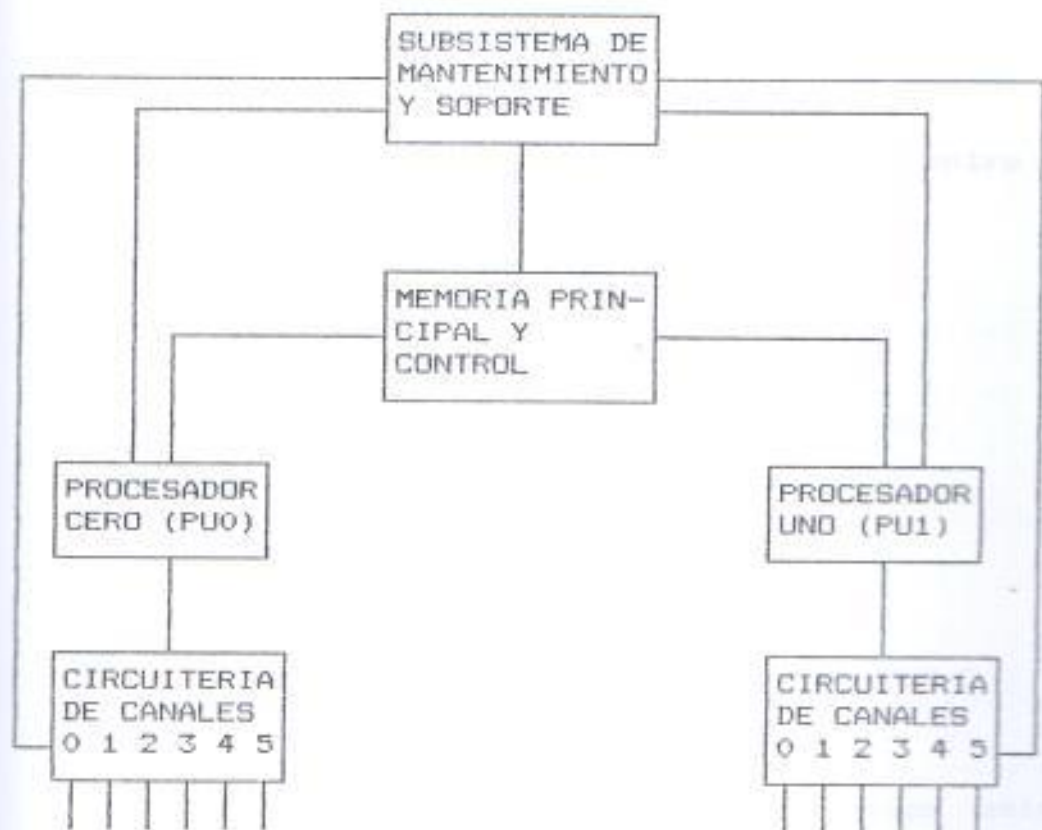 SUBSISTEMA DE
MANTENIMIENTO
Y SOPORTE
MEMORIA PRIN-
CIPAL Y
CONTROL
PROCESADOR
CERO (PU0)
PROCESADOR
UNO (PU1)
CIRCUITERIA
DE CANALES
0 1 2 3 4 5
CIRCUITERIA
DE CANALES
0 1 2 3 4 5